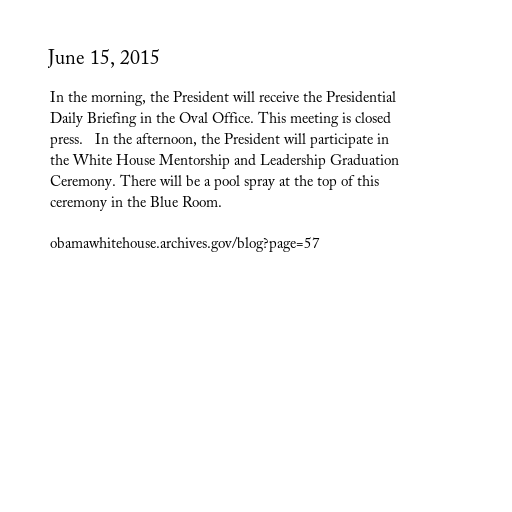 June 15, 2015
In the morning, the President will receive the Presidential
Daily Briefing in the Oval Office. This meeting is closed
press.   In the afternoon, the President will participate in
the White House Mentorship and Leadership Graduation
Ceremony. There will be a pool spray at the top of this
ceremony in the Blue Room.
obamawhitehouse.archives.gov/blog?page=57